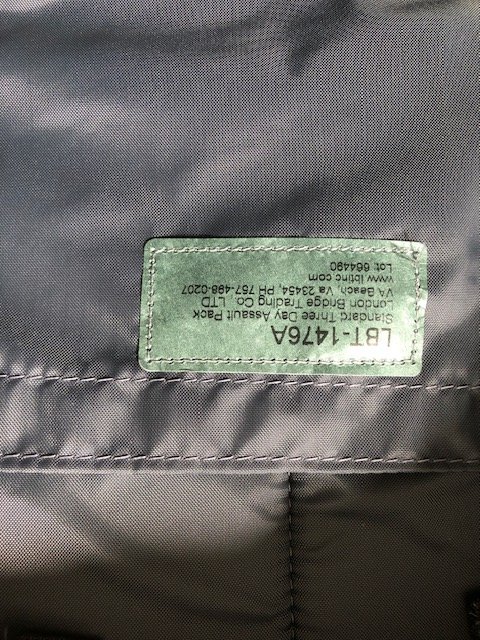 LBT-1476A
Standard Three Day Assault Pack
London Bridge Trading Co. LTD
VA Beach, Va 23454; PH 757-498-0207
www.lbtinc.com
Lot: 664490